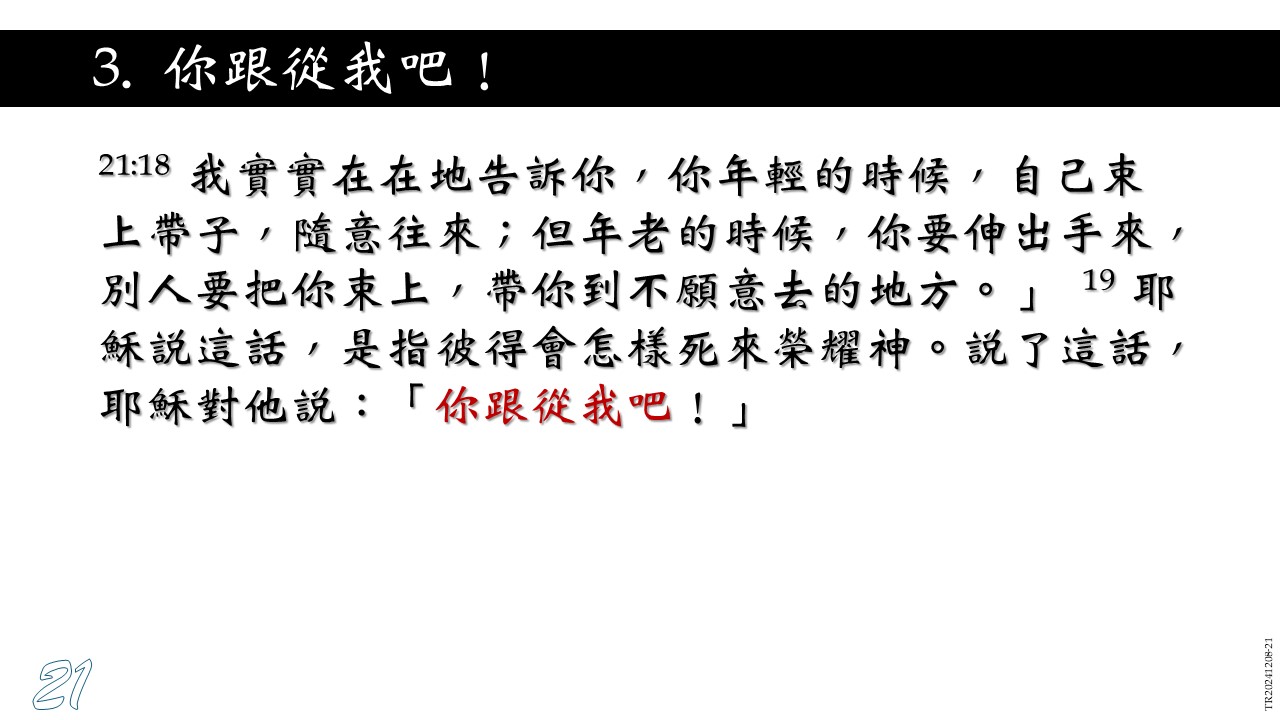 3. 你跟從我吧！
21:18 我實實在在地告訴你，你年輕的時候，自己束
上帶子，隨意往來；但年老的時候，你要伸出手來，
別人要把你束上，帶你到不願意去的地方。」 19 耶
穌説這話，是指彼得會怎樣死來榮耀神。説了這話，
耶穌對他説：「你跟從我吧！」
21
TR20241208-21